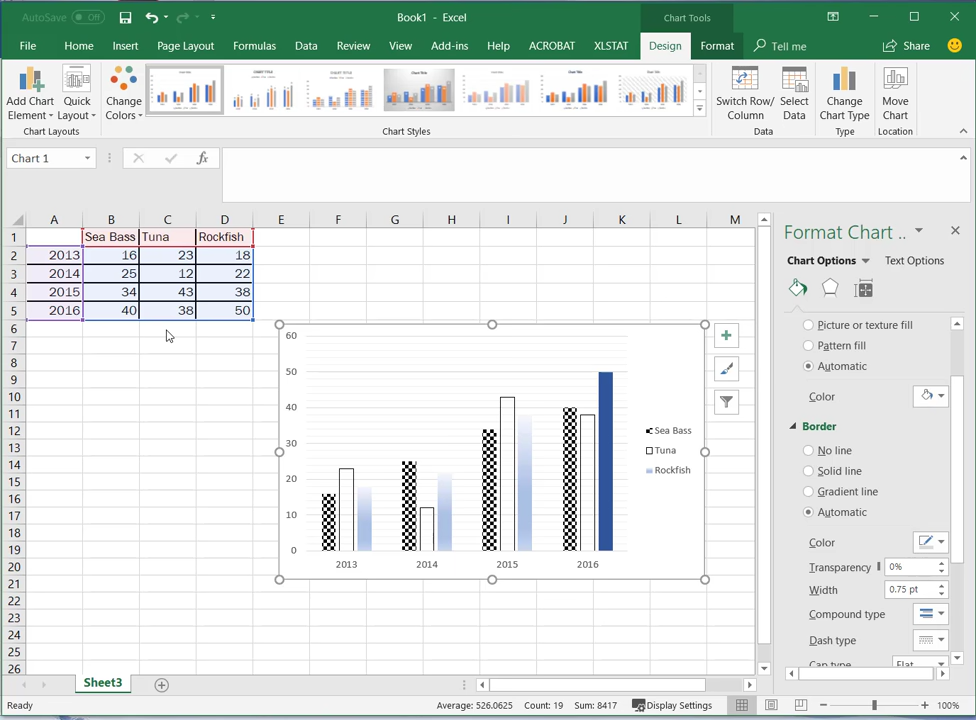 AutoSave Off
Book1 - Excel
Chart Tools
File Home Insert Page Layout Formulas Data Review View Add-ins Help ACROBAT XLSTAT Design Format Tell me Share
Add Chart Element
Quick Layout
Change Colors
Switch Row/Column
Select Data
Change Chart Type
Move Chart
Chart Layouts
Chart Styles
Data
Type
Location
Chart 1
fx
A B C D E F G H I J K L M
1 Sea Bass Tuna Rockfish
2 2013 16 23 18
3 2014 25 12 22
4 2015 34 43 38
5 2016 40 38 50
6
7
8
9
10
11
12
13
14
15
16
17
18
19
20
21
22
23
24
25
26
60
50
40
30
20
10
0
2013 2014 2015 2016
Sea Bass
Tuna
Rockfish
Format Chart ..
Chart Options Text Options
Picture or texture fill
Pattern fill
Automatic
Color
Border
No line
Solid line
Gradient line
Automatic
Color
Transparency 0%
Width 0.75 pt
Compound type
Dash type
Cap type Flat
Sheet3
Ready
Average: 526.0625 Count: 19 Sum: 8417 Display Settings 100%